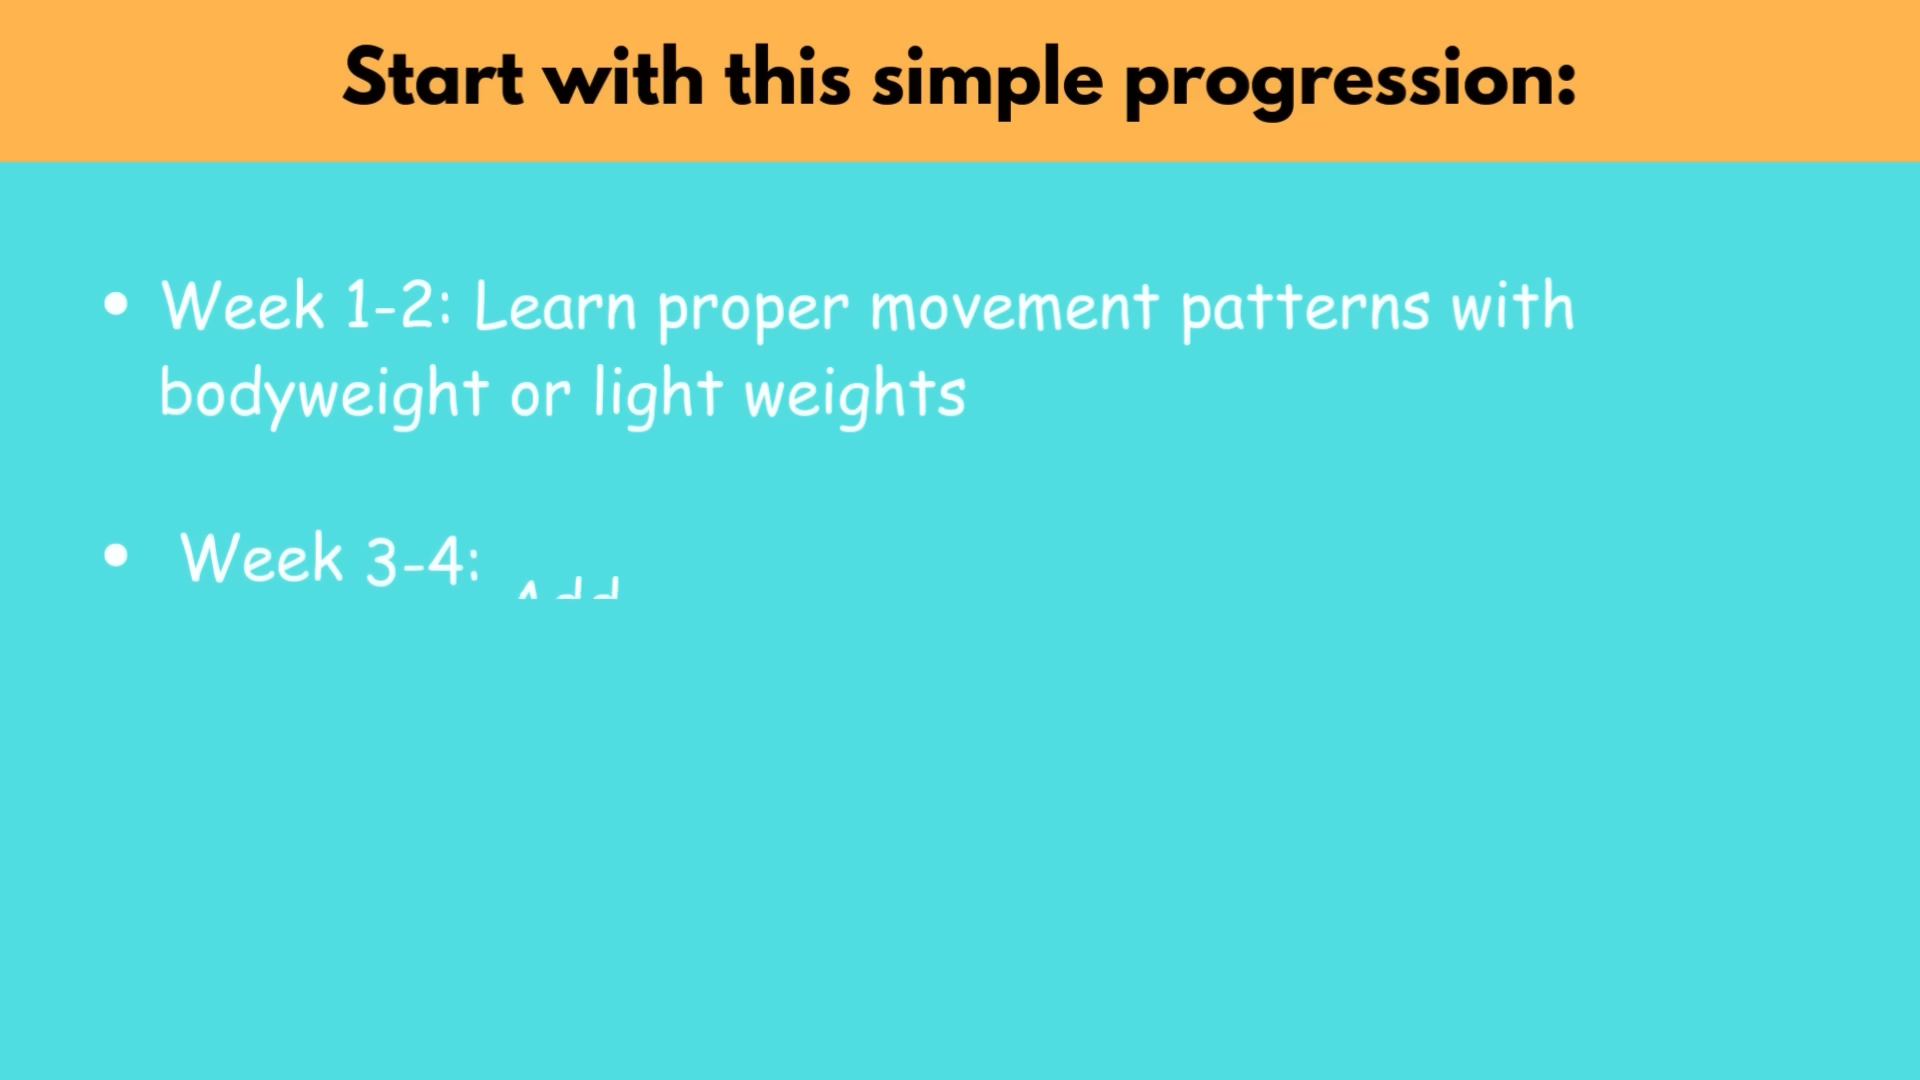 Start with this simple progression:
• Week 1-2: Learn proper movement patterns with
bodyweight or light weights
• Week 3-4: Add